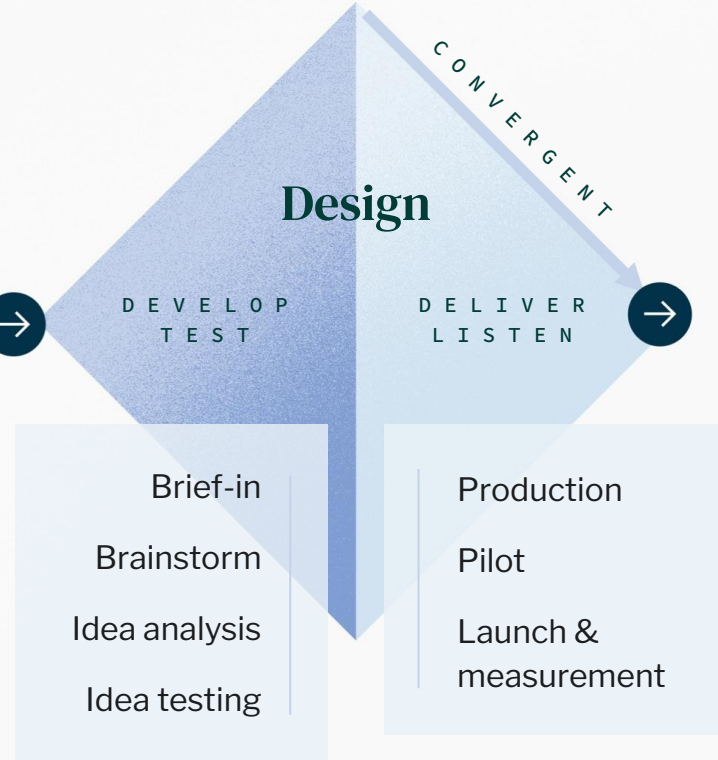 CONVERGENT
Design
DEVELOP
TEST
DELIVER
LISTEN
Brief-in
Brainstorm
Idea analysis
Idea testing
Production
Pilot
Launch &
measurement